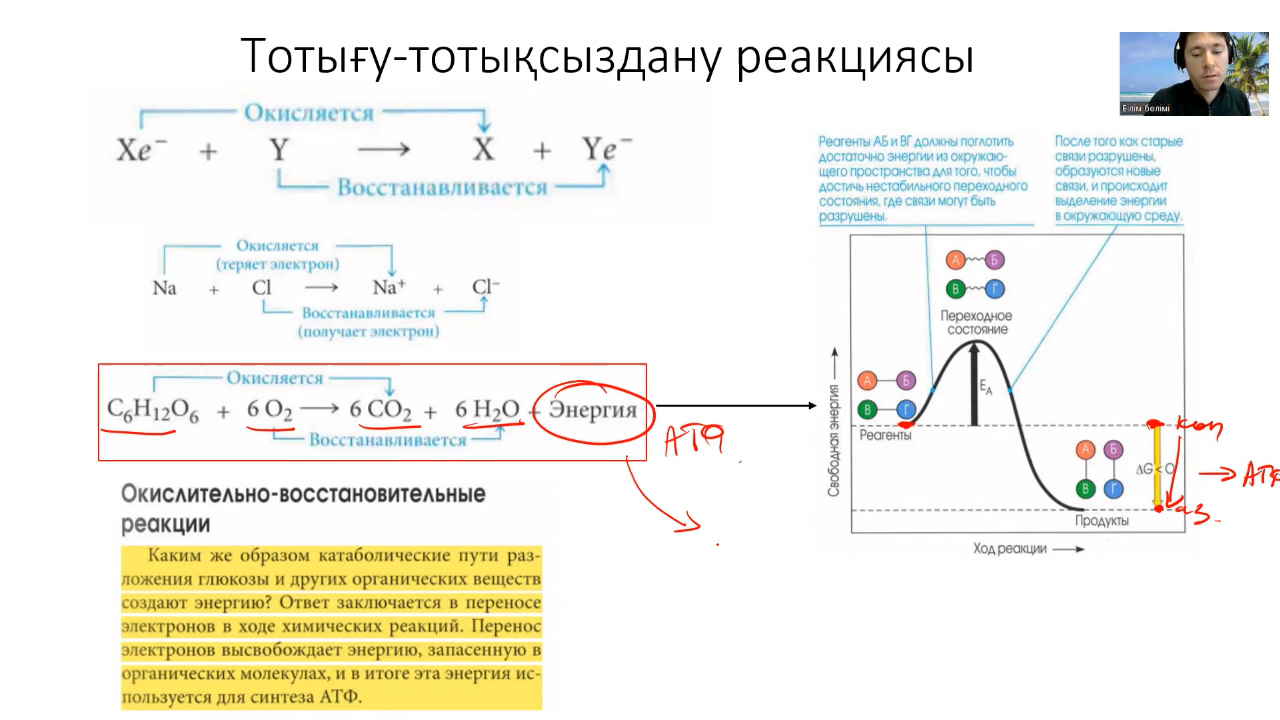 Тотығу-тотықсыздану реакциясы
Білім бөлімі
Окисляется
Xe⁻ + Y → X + Ye⁻
Восстанавливается
Окисляется
(теряет электрон)
Na + Cl → Na⁺ + Cl⁻
Восстанавливается
(получает электрон)
Окисляется
C₆H₁₂O₆ + 6 O₂ → 6 CO₂ + 6 H₂O + Энергия
Восстанавливается
АТФ
Окислительно-восстановительные
реакции
Каким же образом катаболические пути раз-
ложения глюкозы и других органических веществ
создают энергию? Ответ заключается в переносе
электронов в ходе химических реакций. Перенос
электронов высвобождает энергию, запасенную в
органических молекулах, и в итоге эта энергия ис-
пользуется для синтеза АТФ.
Реагенты АБ и ВГ должны поглотить
достаточно энергии из окружаю-
щего пространства для того, чтобы
достичь нестабильного переходного
состояния, где связи могут быть
разрушены.
После того как старые
связи разрушены,
образуются новые
связи, и происходит
выделение энергии
в окружающую среду.
А Б
В Г
Переходное
состояние
Eᴀ
А Б
В Г
Реагенты
А Б
В Г
Продукты
ΔG < 0
көп
аз
→ АТФ
Свободная энергия →
Ход реакции →